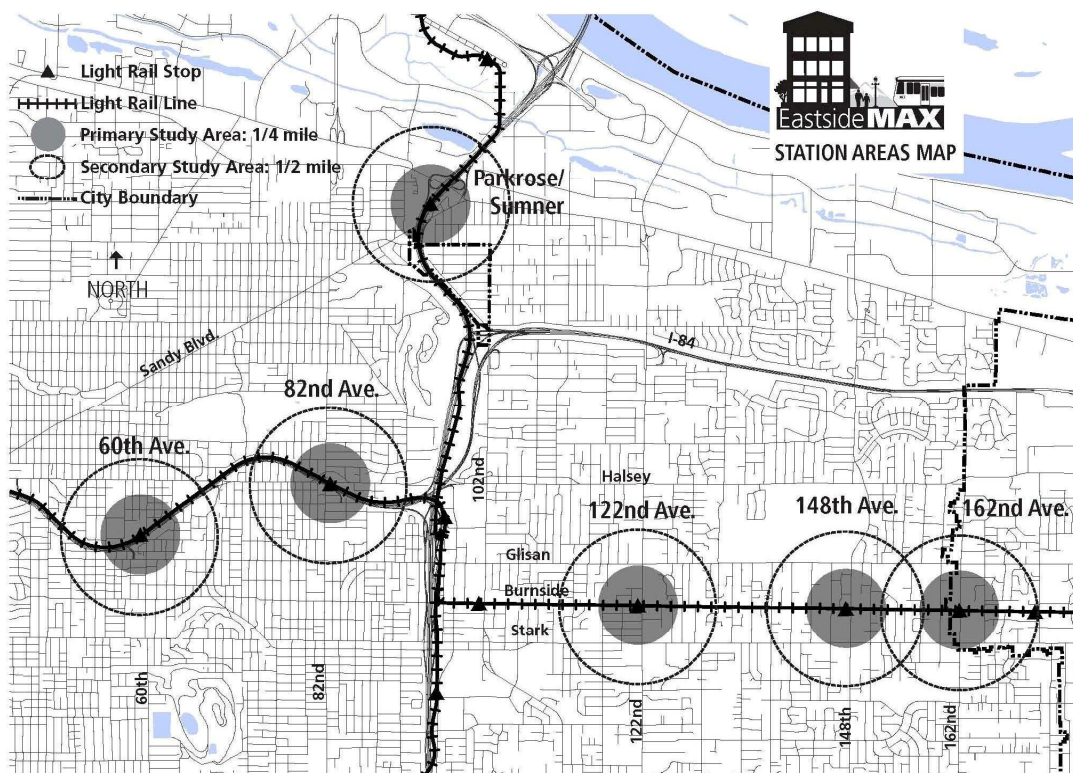 Light Rail Stop
Light Rail Line
Primary Study Area: 1/4 mile
Secondary Study Area: 1/2 mile
City Boundary
NORTH
Eastside MAX
STATION AREAS MAP
Parkrose/
Sumner
Sandy Blvd.
I-84
82nd Ave.
60th Ave.
102nd
Halsey
122nd Ave.
148th Ave.
162nd Ave.
Glisan
Burnside
Stark
60th
82nd
122nd
148th
162nd